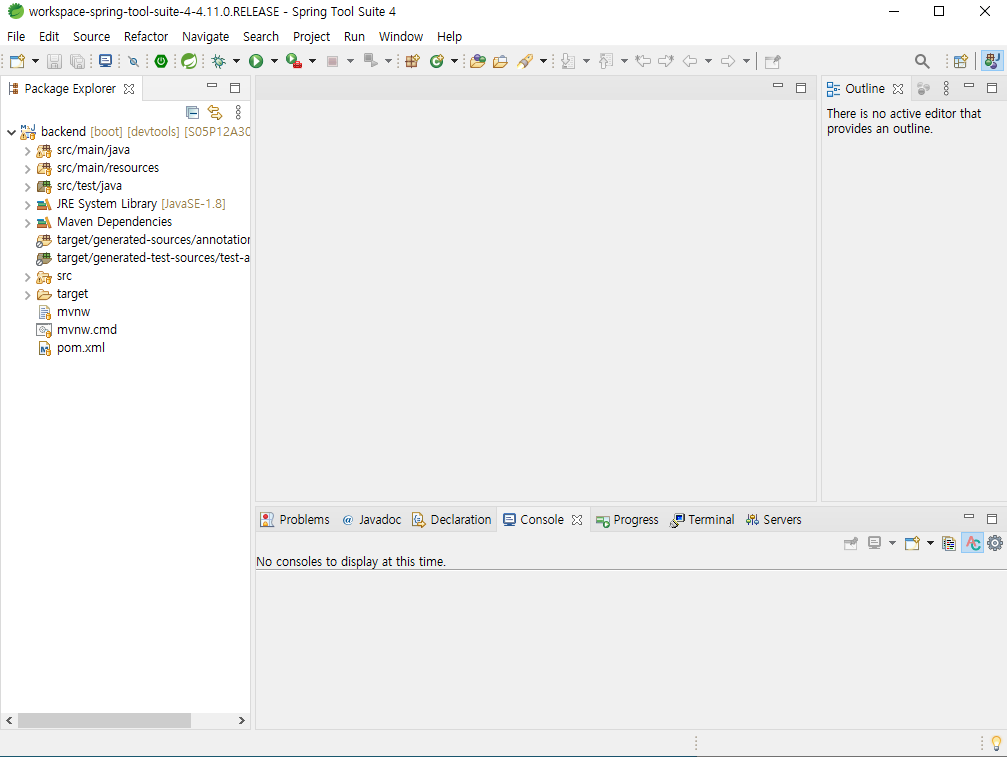 workspace-spring-tool-suite-4-4.11.0.RELEASE - Spring Tool Suite 4
File Edit Source Refactor Navigate Search Project Run Window Help
Package Explorer
backend [boot] [devtools] [S05P12A30
src/main/java
src/main/resources
src/test/java
JRE System Library [JavaSE-1.8]
Maven Dependencies
target/generated-sources/annotation
target/generated-test-sources/test-a
src
target
mvnw
mvnw.cmd
pom.xml
Outline
There is no active editor that
provides an outline.
Problems @ Javadoc Declaration Console Progress Terminal Servers
No consoles to display at this time.